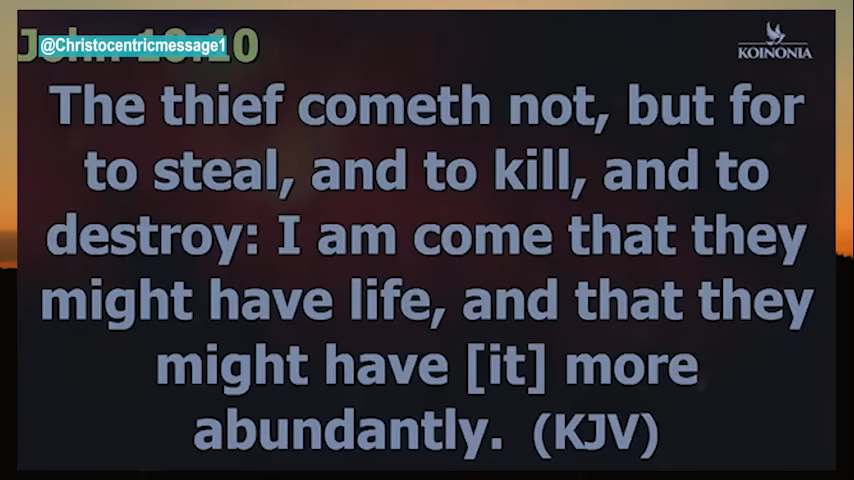 @Christocentricmessage1
John 10:10
KOINONIA
The thief cometh not, but for
to steal, and to kill, and to
destroy: I am come that they
might have life, and that they
might have [it] more
abundantly. (KJV)